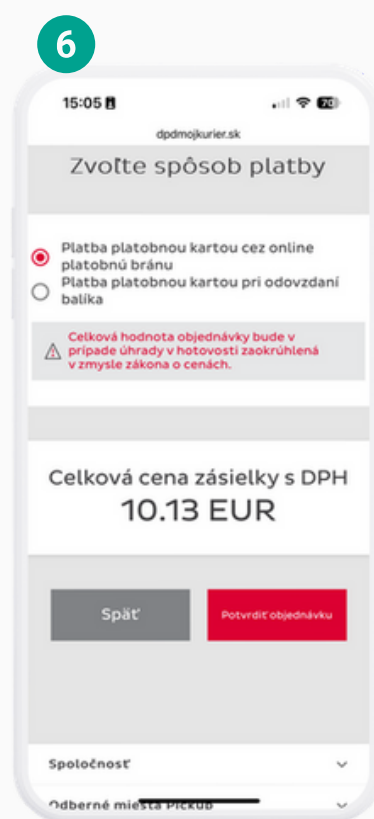 6
15:05
70
dpdmojkurier.sk
Zvoľte spôsob platby
Platba platobnou kartou cez online
platobnú bránu
Platba platobnou kartou pri odovzdaní
balíka
Celková hodnota objednávky bude v
prípade úhrady v hotovosti zaokrúhlená
v zmysle zákona o cenách.
Celková cena zásielky s DPH
10.13 EUR
Späť
Potvrdiť objednávku
Spoločnosť
Odberné miesta Pickup